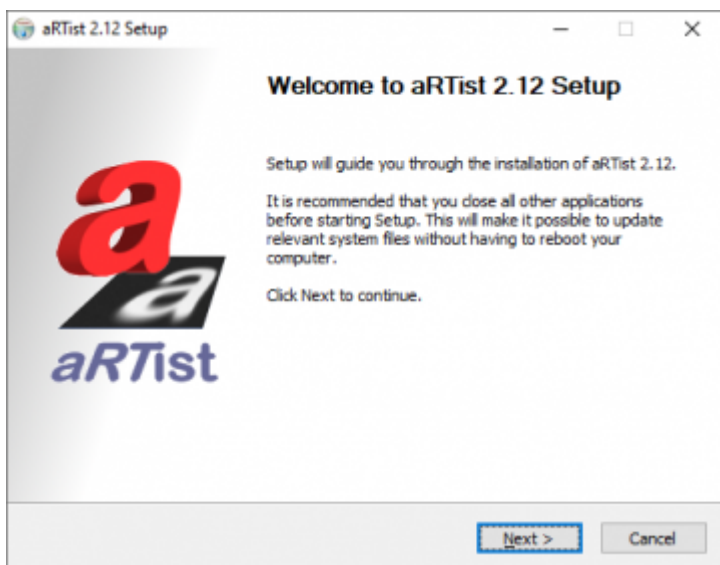 aRTist 2.12 Setup
Welcome to aRTist 2.12 Setup
Setup will guide you through the installation of aRTist 2.12.
It is recommended that you close all other applications
before starting Setup. This will make it possible to update
relevant system files without having to reboot your
computer.
Click Next to continue.
a
a
aRTist
Next >
Cancel